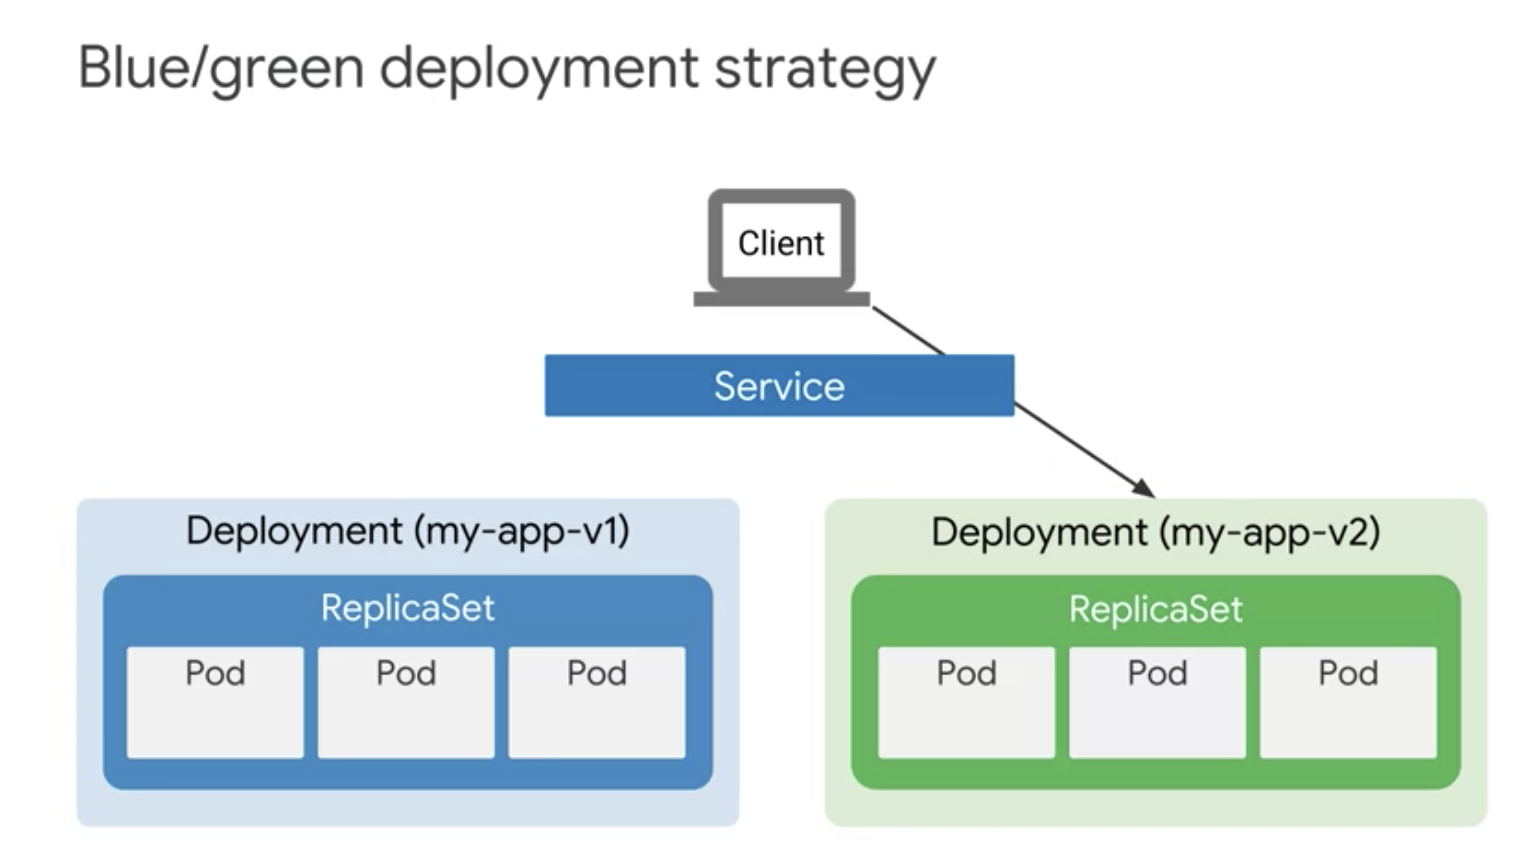 Blue/green deployment strategy
Client
Service
Deployment (my-app-v1)
ReplicaSet
Pod Pod Pod
Deployment (my-app-v2)
ReplicaSet
Pod Pod Pod